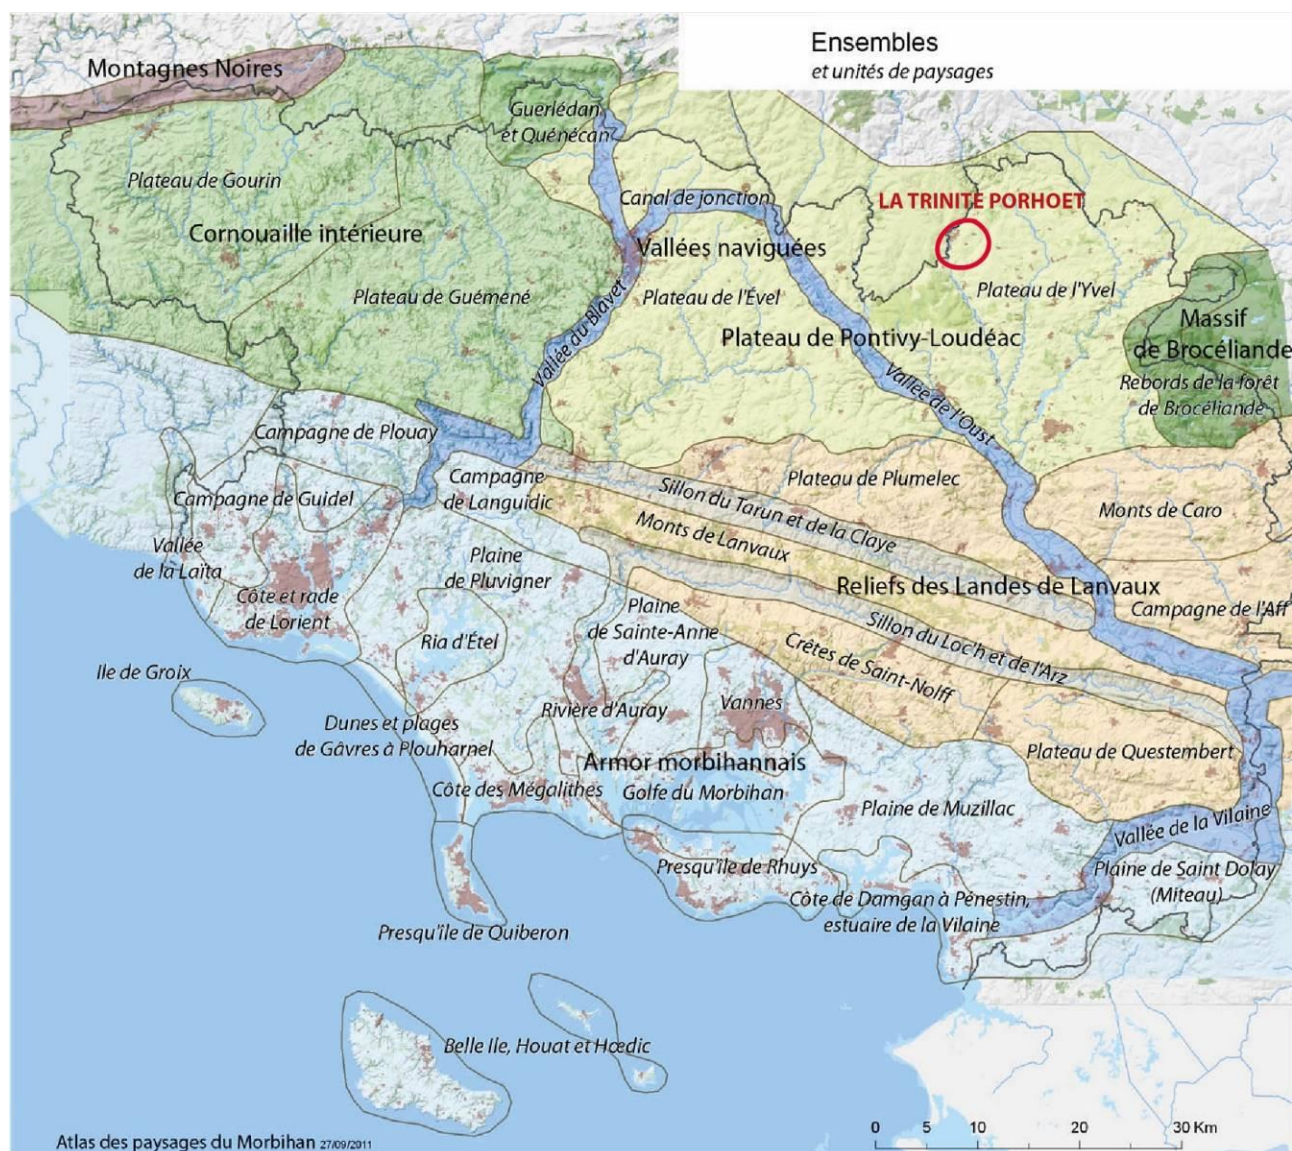 Ensembles
et unités de paysages
Montagnes Noires
Guerlédan
et Quénécan
Plateau de Gourin
Canal de jonction
LA TRINITE PORHOET
Cornouaille intérieure
Vallées naviguées
Plateau de Guémené
Plateau de l'Ével
Plateau de l'Yvel
Vallée du Blavet
Plateau de Pontivy-Loudéac
Massif
de Brocéliande
Vallée de l'Oust
Rebords de la forêt
de Brocéliande
Campagne de Plouay
Campagne de Guidel
Campagne
de Languidic
Plateau de Plumelec
Sillon du Tarun et de la Claye
Monts de Caro
Monts de Lanvaux
Vallée
de la Laïta
Plaine
de Pluvigner
Reliefs des Landes de Lanvaux
Côte et rade
de Lorient
Plaine
de Sainte-Anne
d'Auray
Campagne de l'Aff
Ria d'Étel
Sillon du Loc'h et de l'Arz
Crêtes de Saint-Nolff
Ile de Groix
Rivière d'Auray
Vannes
Dunes et plages
de Gâvres à Plouharnel
Plateau de Questembert
Armor morbihannais
Côte des Mégalithes
Golfe du Morbihan
Plaine de Muzillac
Vallée de la Vilaine
Presqu'île de Rhuys
Plaine de Saint Dolay
(Miteau)
Côte de Damgan à Pénestin,
estuaire de la Vilaine
Presqu'île de Quiberon
Belle Ile, Houat et Hœdic
Atlas des paysages du Morbihan 27/09/2011
0 5 10 20 30 Km